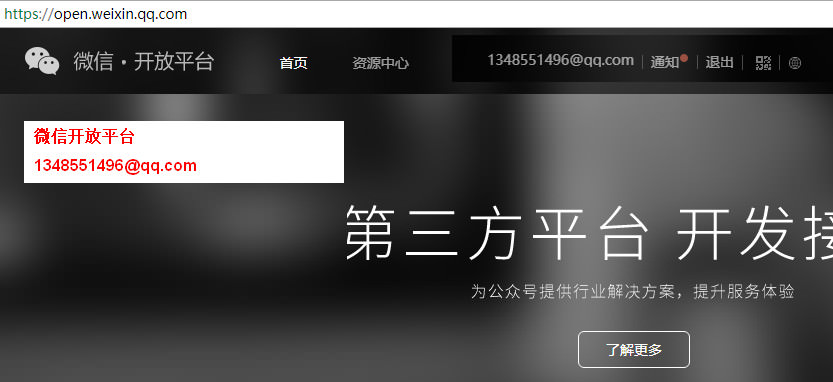 https://open.weixin.qq.com
微信·开放平台 首页 资源中心 1348551496@qq.com 通知 退出
微信开放平台
1348551496@qq.com
第三方平台 开发接
为公众号提供行业解决方案，提升服务体验
了解更多